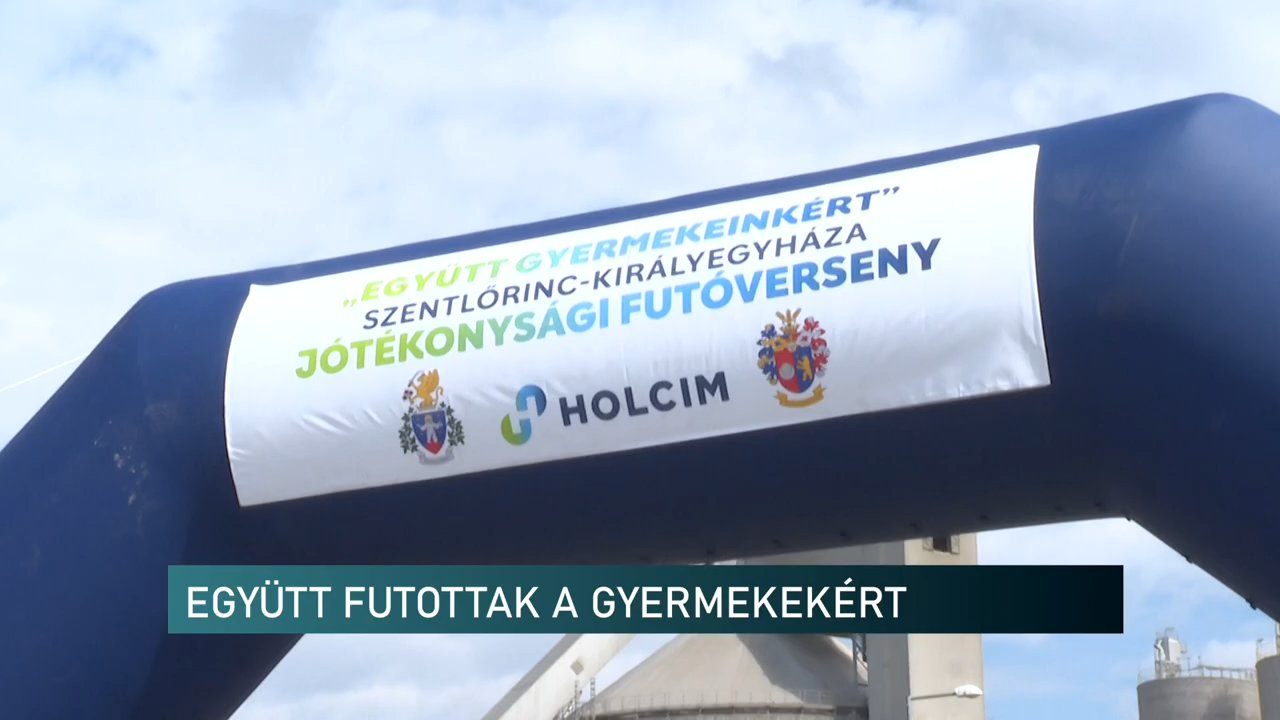 „EGYÜTT GYERMEKEINKÉRT”
SZENTLŐRINC-KIRÁLYEGYHÁZA
JÓTÉKONYSÁGI FUTÓVERSENY
HOLCIM
EGYÜTT FUTOTTAK A GYERMEKEKÉRT